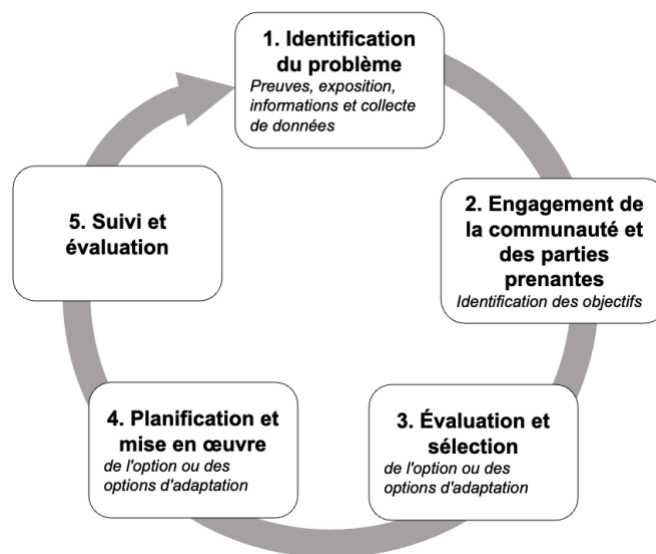 1. Identification
du problème
Preuves, exposition,
informations et collecte
de données
2. Engagement de
la communauté et
des parties
prenantes
Identification des objectifs
3. Évaluation et
sélection
de l'option ou des
options d'adaptation
4. Planification et
mise en œuvre
de l'option ou des
options d'adaptation
5. Suivi et
évaluation